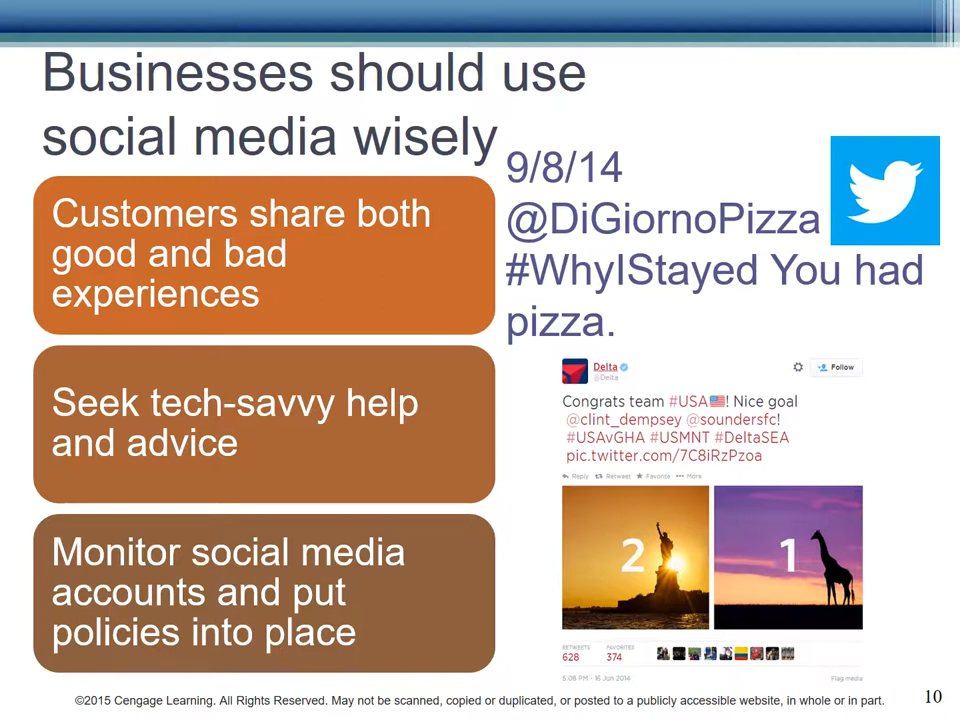 Businesses should use
social media wisely
Customers share both
good and bad
experiences
Seek tech-savvy help
and advice
Monitor social media
accounts and put
policies into place
9/8/14
@DiGiornoPizza
#WhyIStayed You had
pizza.
Delta
@Delta
Follow
Congrats team #USA🇺🇸! Nice goal
@clint_dempsey @soundersfc!
#USAvGHA #USMNT #DeltaSEA
pic.twitter.com/7C8iRzPzoa
Reply Retweet Favorite More
2 1
RETWEETS FAVORITES
628 374
5:08 PM - 16 Jun 2014 Flag media
©2015 Cengage Learning. All Rights Reserved. May not be scanned, copied or duplicated, or posted to a publicly accessible website, in whole or in part.
10